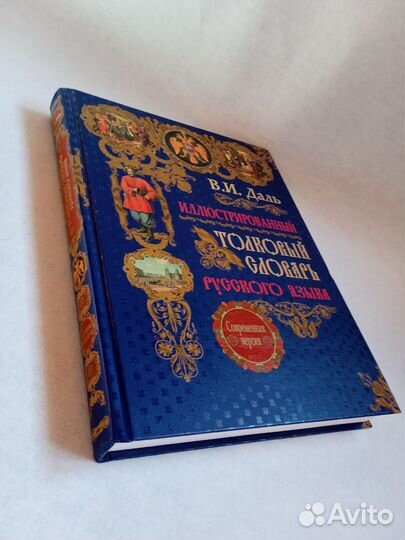 В.И. Даль
Иллюстрированный
Толковый
Словарь
Русского языка
Современная
версия
Avito